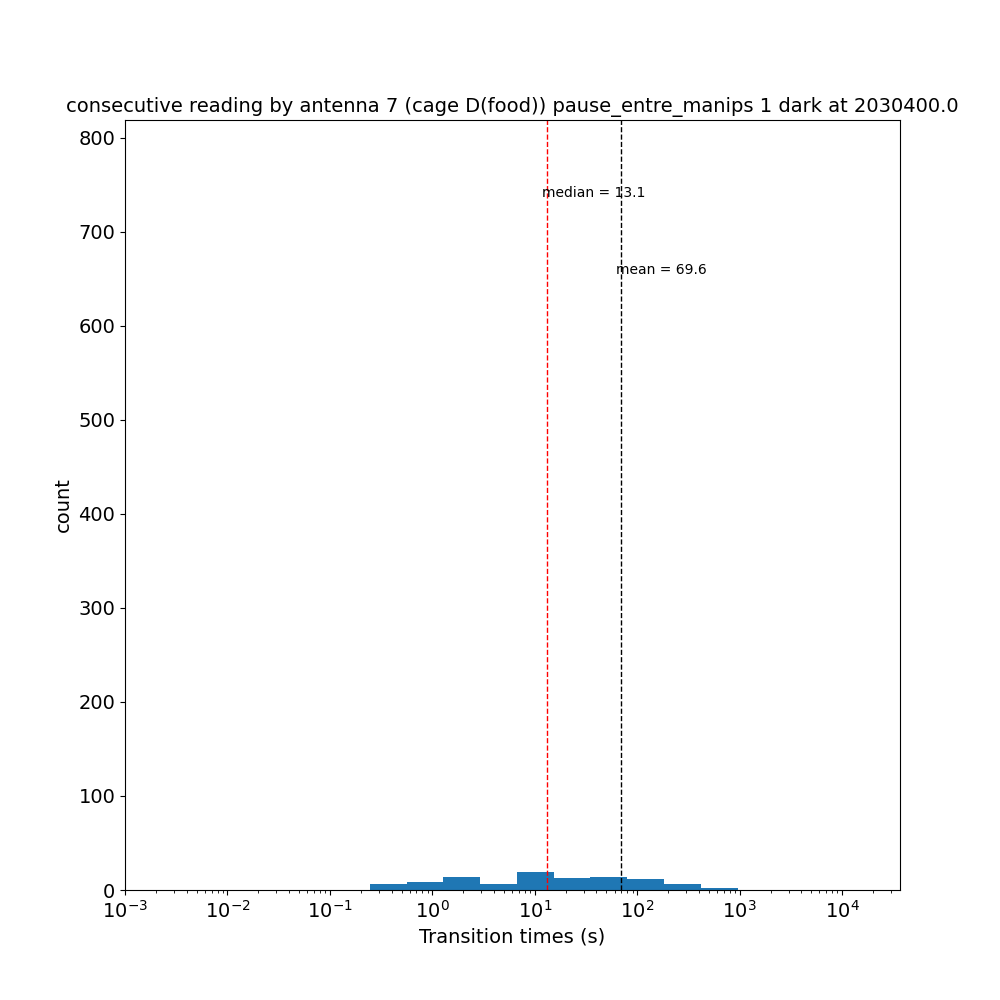 consecutive reading by antenna 7 (cage D(food)) pause_entre_manips 1 dark at 2030400.0
800
median = 13.1
700
mean = 69.6
600
500
400
300
200
100
0
count
10⁻³ 10⁻² 10⁻¹ 10⁰ 10¹ 10² 10³ 10⁴
Transition times (s)